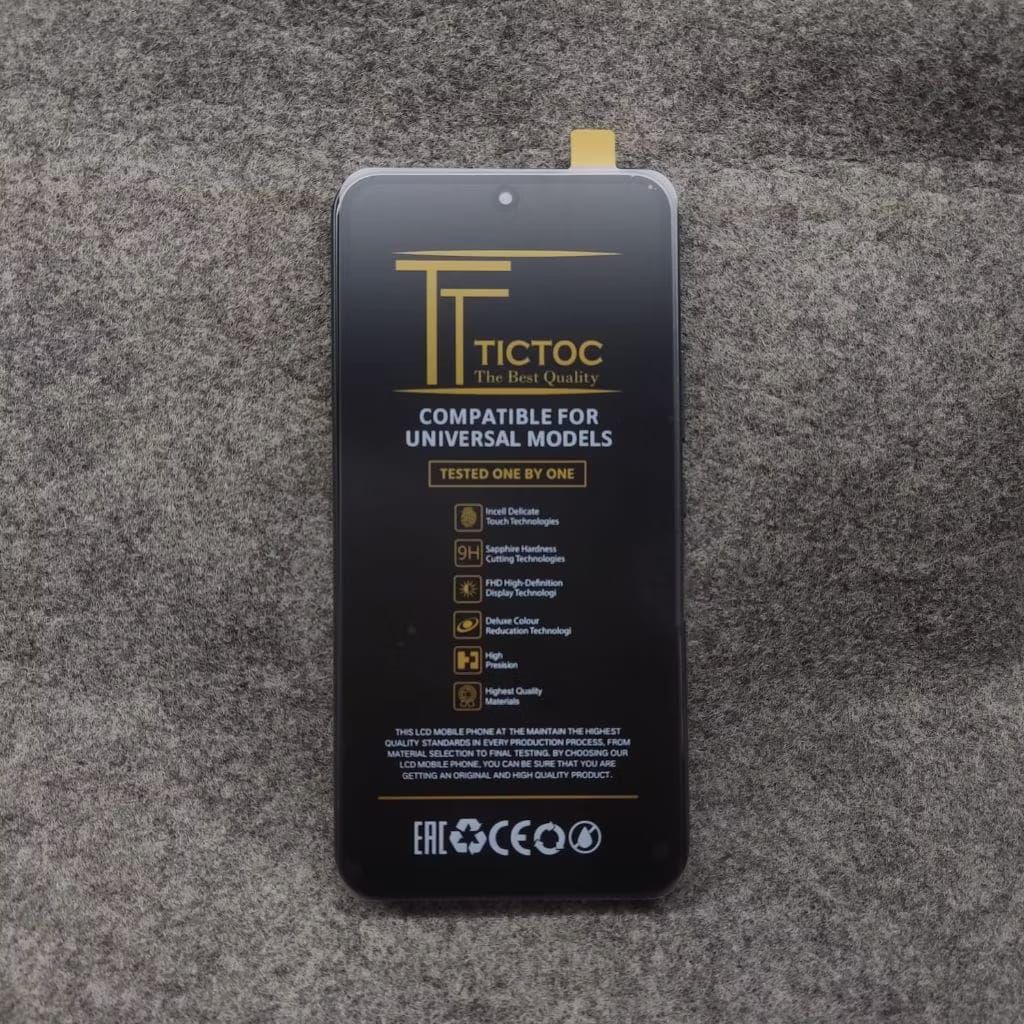 TT
TICTOC
The Best Quality
COMPATIBLE FOR
UNIVERSAL MODELS
TESTED ONE BY ONE
Incell Delicate
Touch Technologies
9H
Sapphire Hardness
Cutting Technologies
FHD High-Definition
Display Technologi
Deluxe Colour
Reducation Technologi
High
Presision
Highest Quality
Materials
THIS LCD MOBILE PHONE AT THE MAINTAIN THE HIGHEST
QUALITY STANDARDS IN EVERY PRODUCTION PROCESS, FROM
MATERIAL SELECTION TO FINAL TESTING. BY CHOOSING OUR
LCD MOBILE PHONE, YOU CAN BE SURE THAT YOU ARE
GETTING AN ORIGINAL AND HIGH QUALITY PRODUCT.
EAC CE